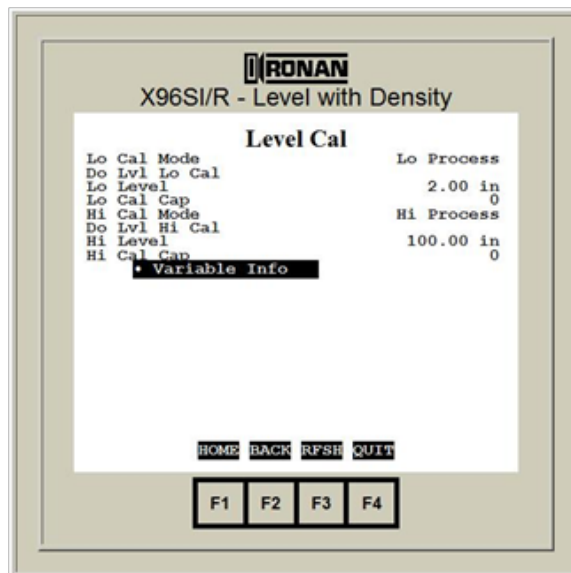 RONAN
X96SI/R - Level with Density
Level Cal
Lo Cal Mode Lo Process
Do Lvl Lo Cal
Lo Level 2.00 in
Lo Cal Cap 0
Hi Cal Mode Hi Process
Do Lvl Hi Cal
Hi Level 100.00 in
Hi Cal Cap 0
• Variable Info
HOME BACK RFSH QUIT
F1 F2 F3 F4